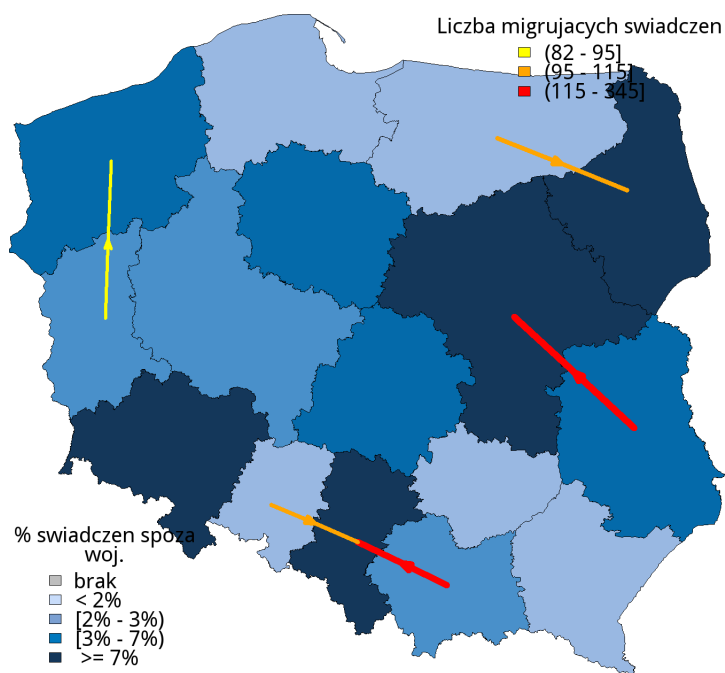 Liczba migrujacych swiadczen
(82 - 95]
(95 - 115]
(115 - 345]
% swiadczen spoza
woj.
brak
< 2%
[2% - 3%)
[3% - 7%)
>= 7%